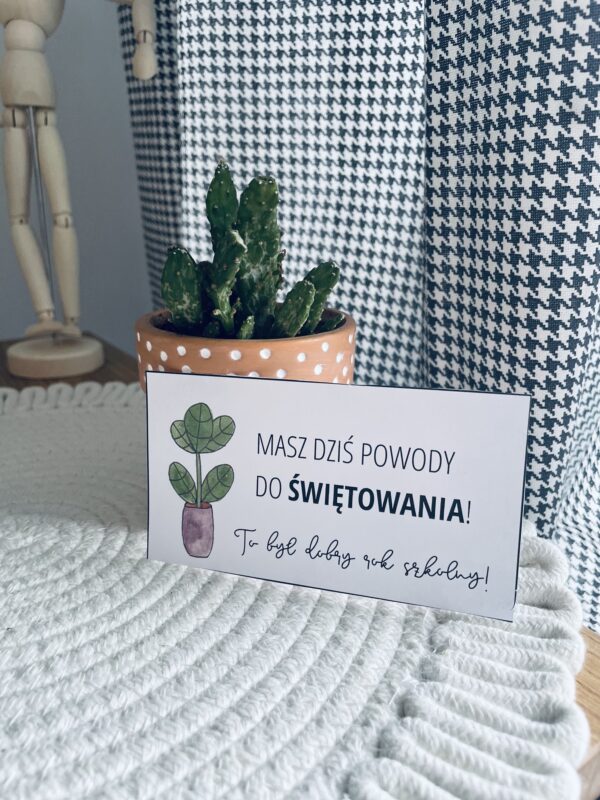 MASZ DZIŚ POWODY
DO ŚWIĘTOWANIA!
To był dobry rok szkolny!